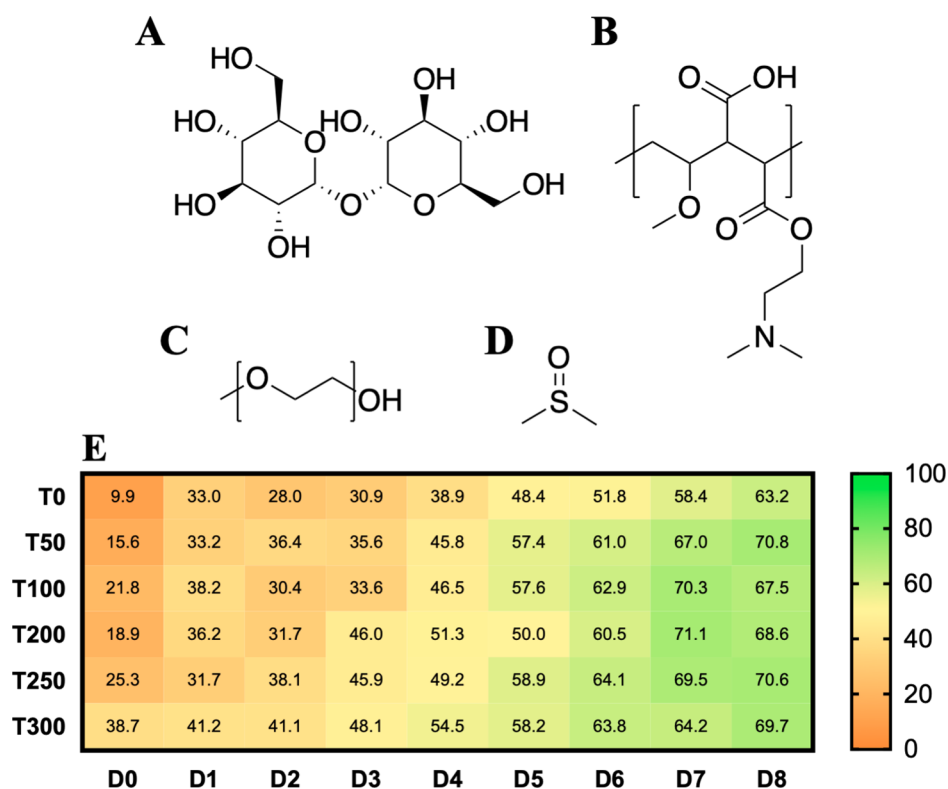 A
B
HO
OH
O
OH
HO
O
HO
OH
HO
O
O
OH
O
O
O
OH
N
C
D
O
OH
O
S
E
T0 9.9 33.0 28.0 30.9 38.9 48.4 51.8 58.4 63.2
T50 15.6 33.2 36.4 35.6 45.8 57.4 61.0 67.0 70.8
T100 21.8 38.2 30.4 33.6 46.5 57.6 62.9 70.3 67.5
T200 18.9 36.2 31.7 46.0 51.3 50.0 60.5 71.1 68.6
T250 25.3 31.7 38.1 45.9 49.2 58.9 64.1 69.5 70.6
T300 38.7 41.2 41.1 48.1 54.5 58.2 63.8 64.2 69.7
D0 D1 D2 D3 D4 D5 D6 D7 D8
100
80
60
40
20
0